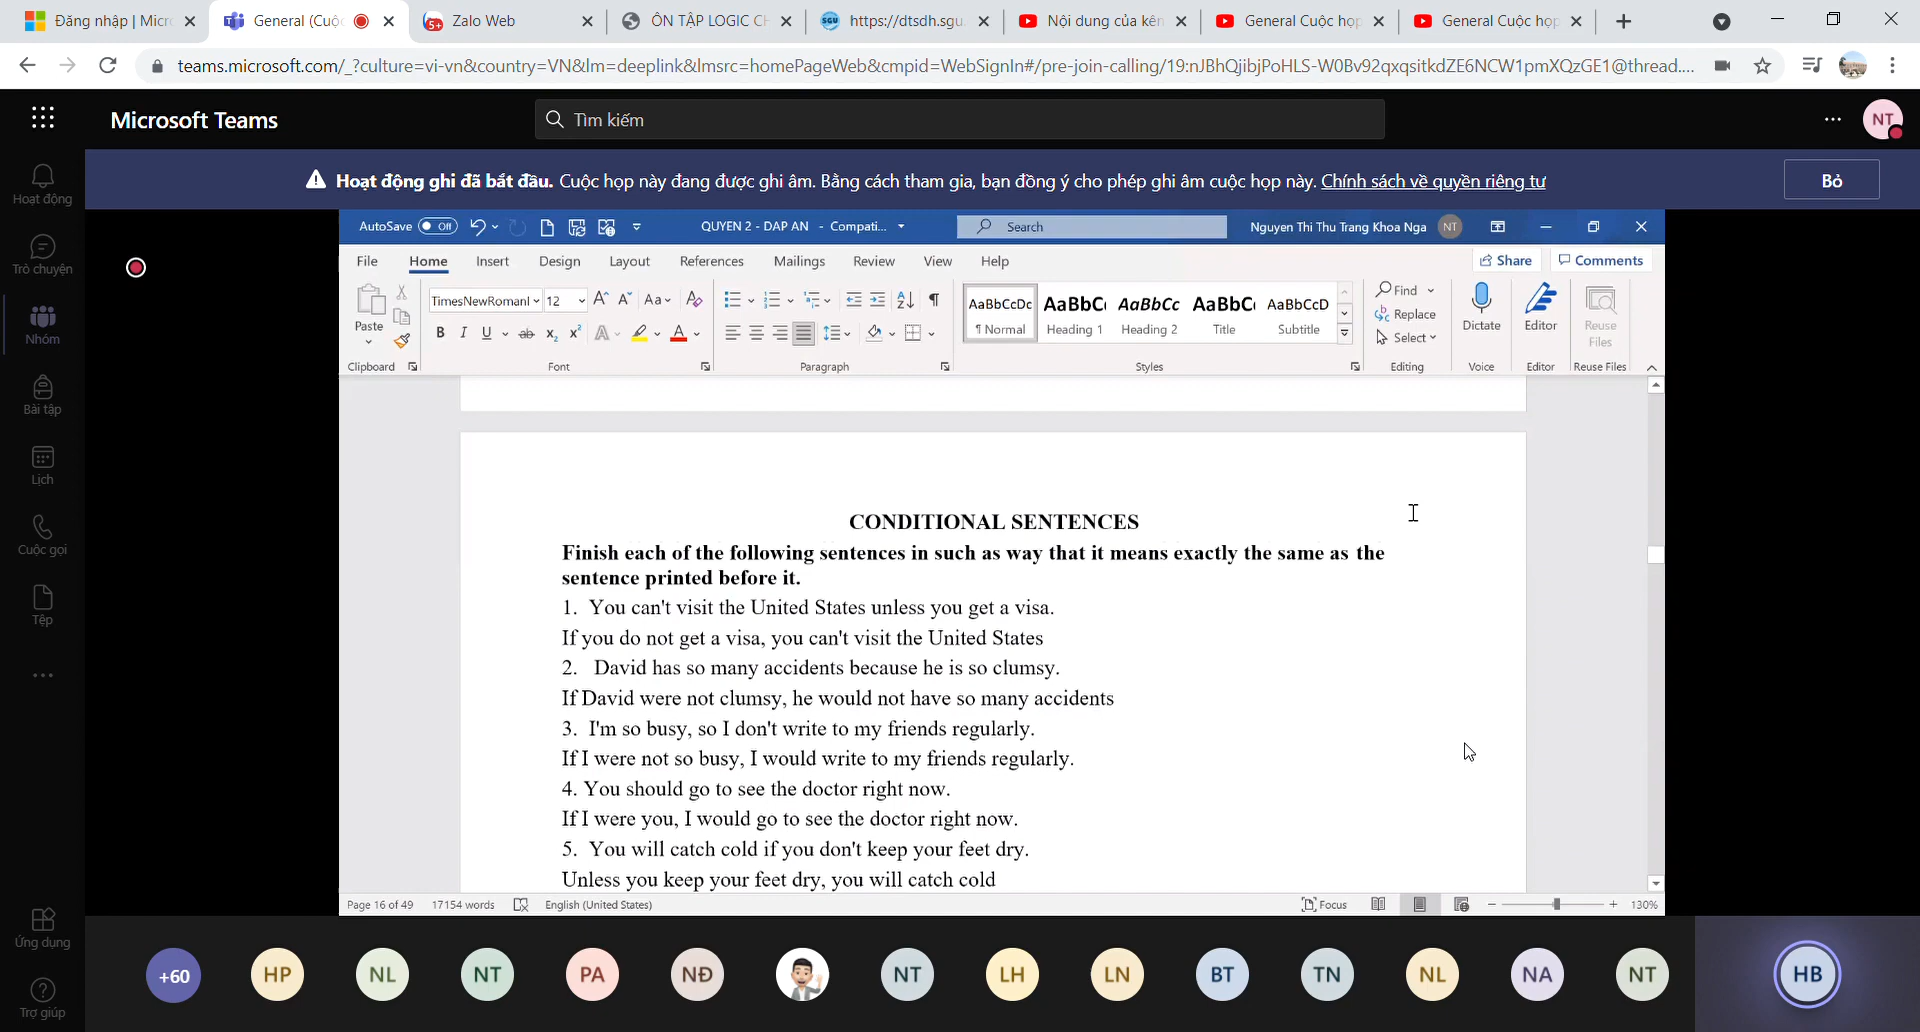 Đăng nhập | Micr
General (Cuộc
Zalo Web
ÔN TẬP LOGIC CH
https://dtsdh.sgu.
Nội dung của kên
General Cuộc họp
General Cuộc họp
teams.microsoft.com/_?culture=vi-vn&country=VN&lm=deeplink&lmsrc=homePageWeb&cmpid=WebSignIn#/pre-join-calling/19:nJBhQjibjPoHLS-W0Bv92qxqsitkdZE6NCW1pmXQzGE1@thread....
Microsoft Teams
Tìm kiếm
NT
Hoạt động ghi đã bắt đầu. Cuộc họp này đang được ghi âm. Bằng cách tham gia, bạn đồng ý cho phép ghi âm cuộc họp này. Chính sách về quyền riêng tư
Bỏ
Hoạt động
Trò chuyện
Nhóm
Bài tập
Lịch
Cuộc gọi
Tệp
Ứng dụng
Trợ giúp
AutoSave Off
QUYEN 2 - DAP AN - Compati...
Search
Nguyen Thi Thu Trang Khoa Nga NT
File Home Insert Design Layout References Mailings Review View Help
Share Comments
Paste
TimesNewRomanI 12
Clipboard Font Paragraph
AaBbCcDc AaBbC AaBbCc AaBbC AaBbCcD
¶ Normal Heading 1 Heading 2 Title Subtitle
Styles
Find
Replace
Select
Editing
Dictate
Voice
Editor
Editor
Reuse Files
Reuse Files
CONDITIONAL SENTENCES
Finish each of the following sentences in such as way that it means exactly the same as the
sentence printed before it.
1. You can't visit the United States unless you get a visa.
If you do not get a visa, you can't visit the United States
2. David has so many accidents because he is so clumsy.
If David were not clumsy, he would not have so many accidents
3. I'm so busy, so I don't write to my friends regularly.
If I were not so busy, I would write to my friends regularly.
4. You should go to see the doctor right now.
If I were you, I would go to see the doctor right now.
5. You will catch cold if you don't keep your feet dry.
Unless you keep your feet dry, you will catch cold
Page 16 of 49 17154 words English (United States)
Focus
130%
+60 HP NL NT PA NĐ NT LH LN BT TN NL NA NT HB